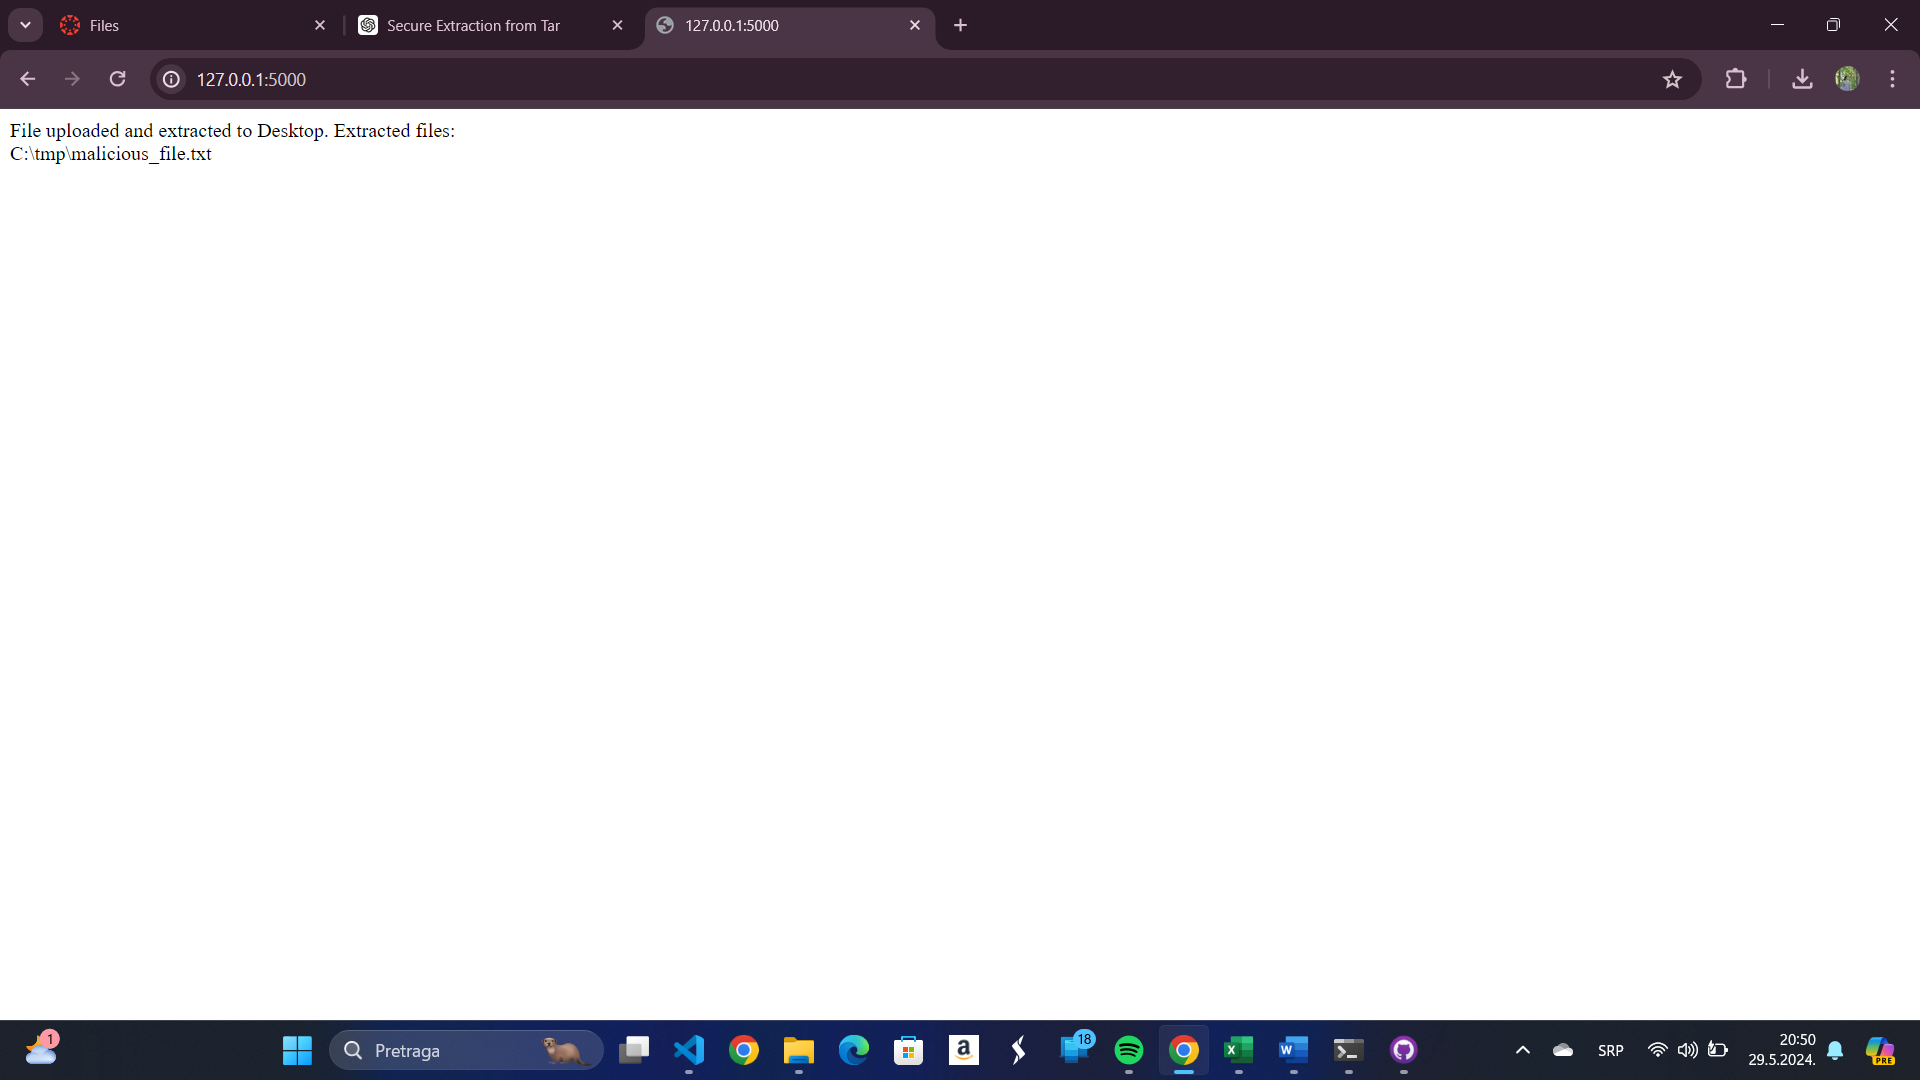 Files
Secure Extraction from Tar
127.0.0.1:5000
127.0.0.1:5000
File uploaded and extracted to Desktop. Extracted files:
C:\tmp\malicious_file.txt
1
Pretraga
a
18
X
W
SRP
20:50
29.5.2024.
PRE